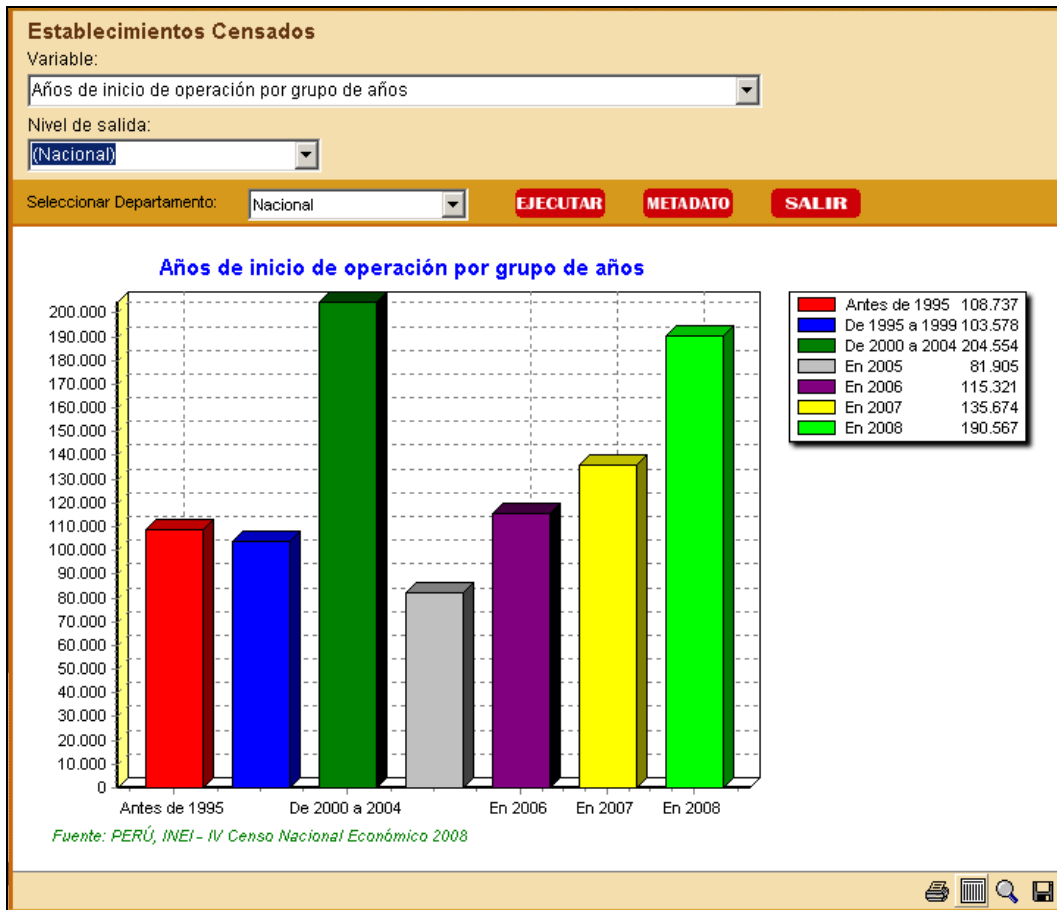 Establecimientos Censados
Variable:
Años de inicio de operación por grupo de años
Nivel de salida:
(Nacional)
Seleccionar Departamento:
Nacional
EJECUTAR
METADATO
SALIR
Años de inicio de operación por grupo de años
200.000
190.000
180.000
170.000
160.000
150.000
140.000
130.000
120.000
110.000
100.000
90.000
80.000
70.000
60.000
50.000
40.000
30.000
20.000
10.000
0
Antes de 1995
De 2000 a 2004
En 2006
En 2007
En 2008
Antes de 1995 108.737
De 1995 a 1999 103.578
De 2000 a 2004 204.554
En 2005 81.905
En 2006 115.321
En 2007 135.674
En 2008 190.567
Fuente: PERÚ, INEI - IV Censo Nacional Económico 2008